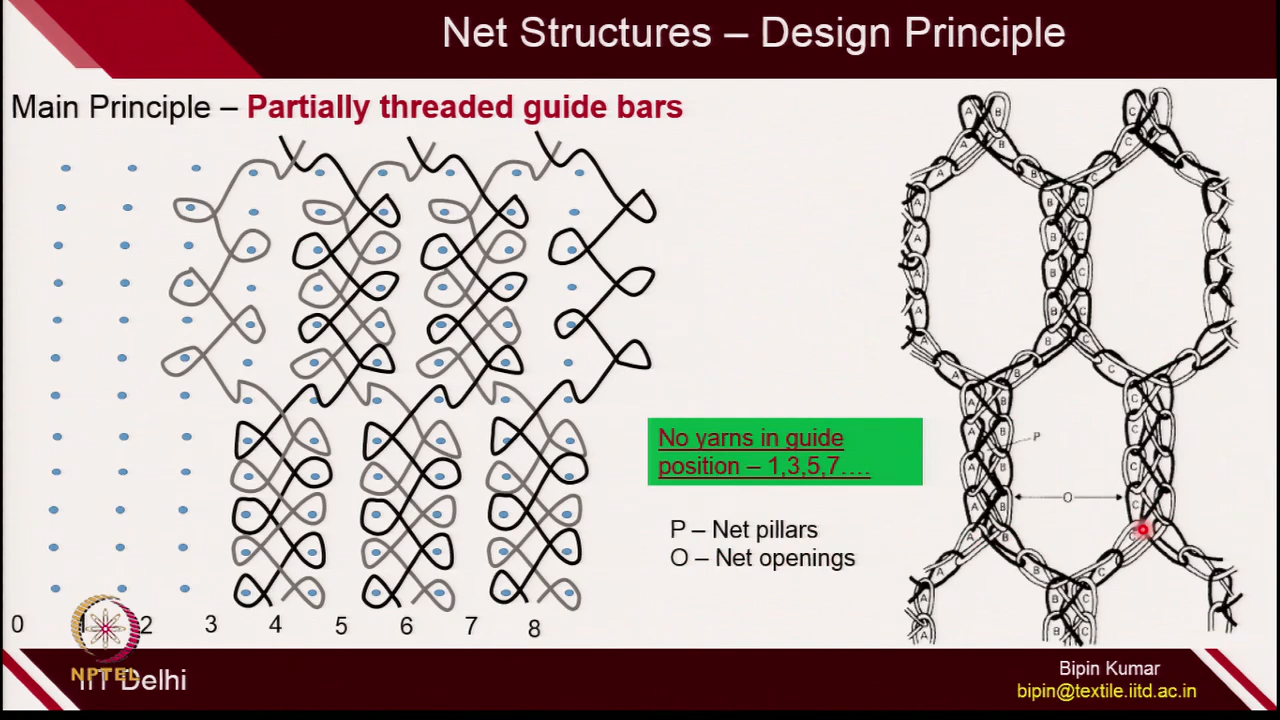 Net Structures – Design Principle
Main Principle – Partially threaded guide bars
No yarns in guide
position – 1,3,5,7….
P – Net pillars
O – Net openings
0 2 3 4 5 6 7 8
A B C
P
O
NPTEL
IIT Delhi
Bipin Kumar
bipin@textile.iitd.ac.in